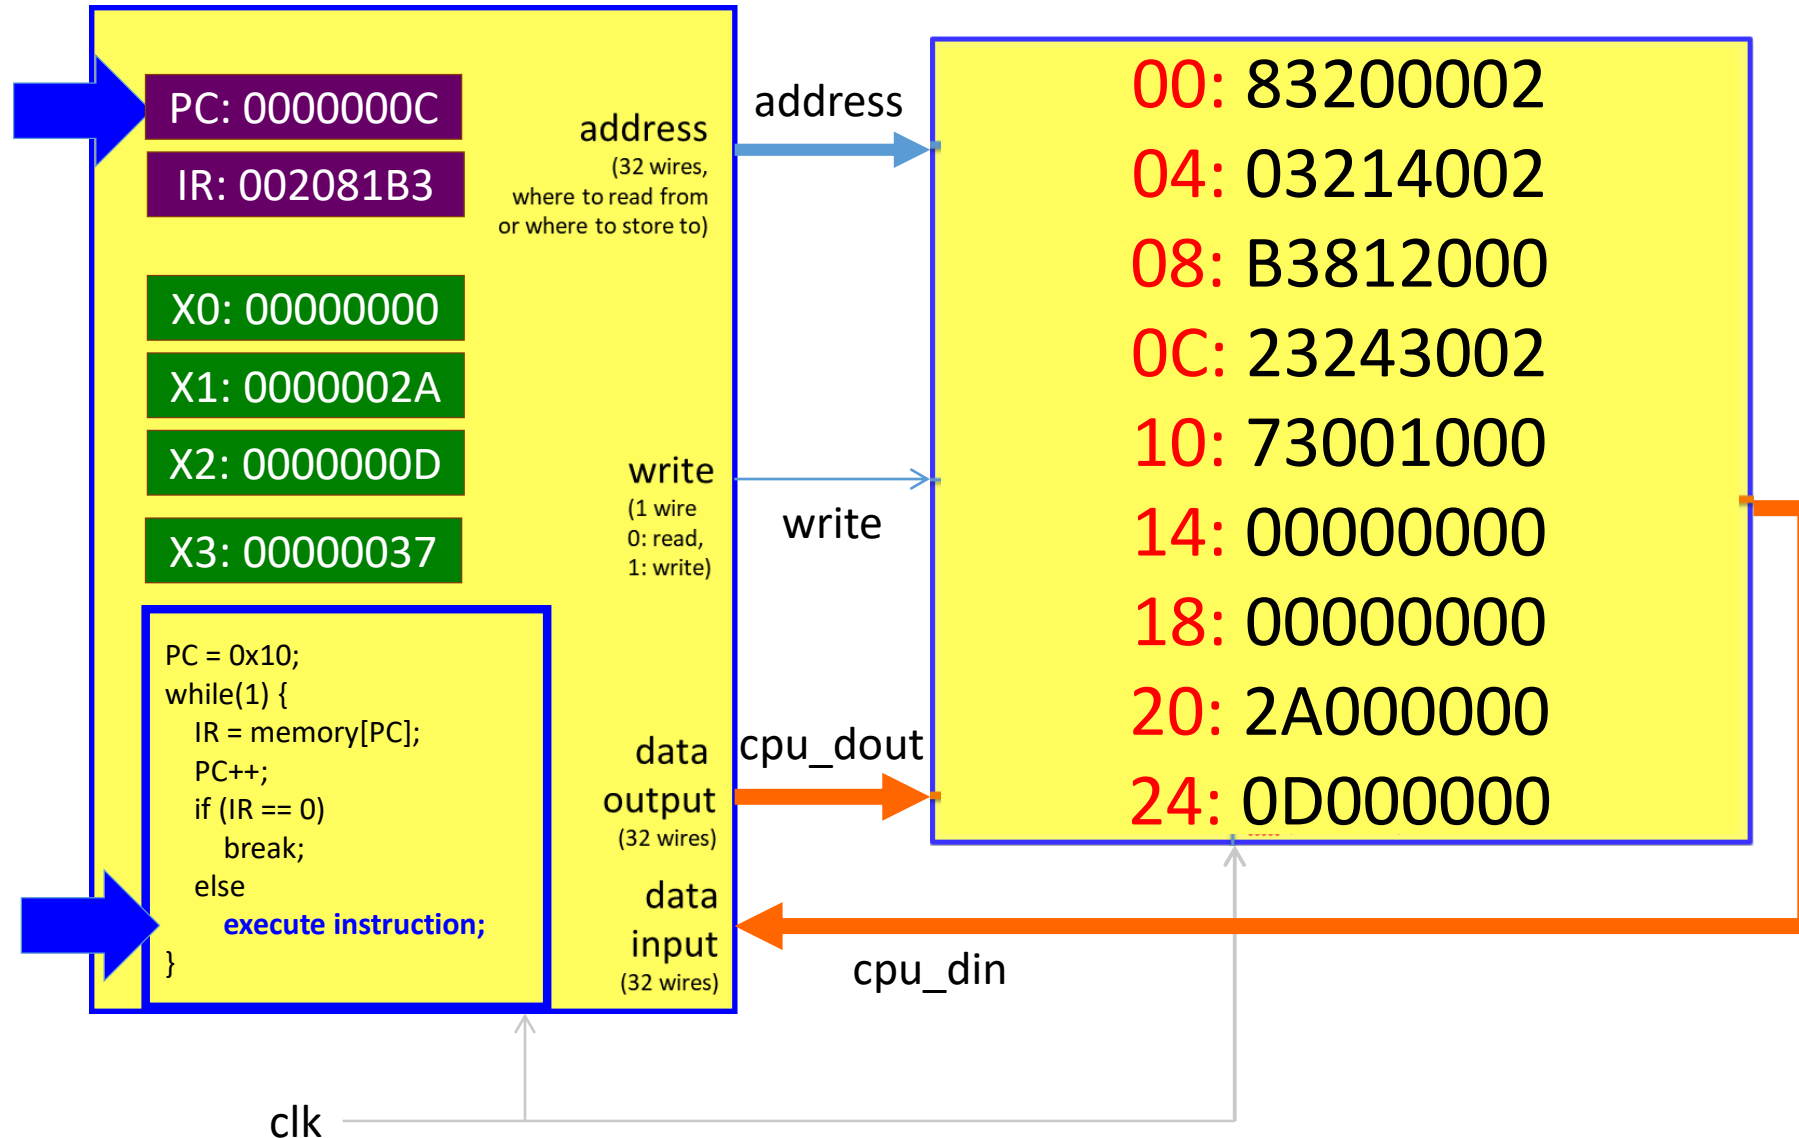 PC: 0000000C
IR: 002081B3
X0: 00000000
X1: 0000002A
X2: 0000000D
X3: 00000037
PC = 0x10;
while(1) {
IR = memory[PC];
PC++;
if (IR == 0)
break;
else
execute instruction;
}
address
(32 wires,
where to read from
or where to store to)
write
(1 wire
0: read,
1: write)
data
output
(32 wires)
data
input
(32 wires)
address
write
cpu_dout
cpu_din
00: 83200002
04: 03214002
08: B3812000
0C: 23243002
10: 73001000
14: 00000000
18: 00000000
20: 2A000000
24: 0D000000
clk